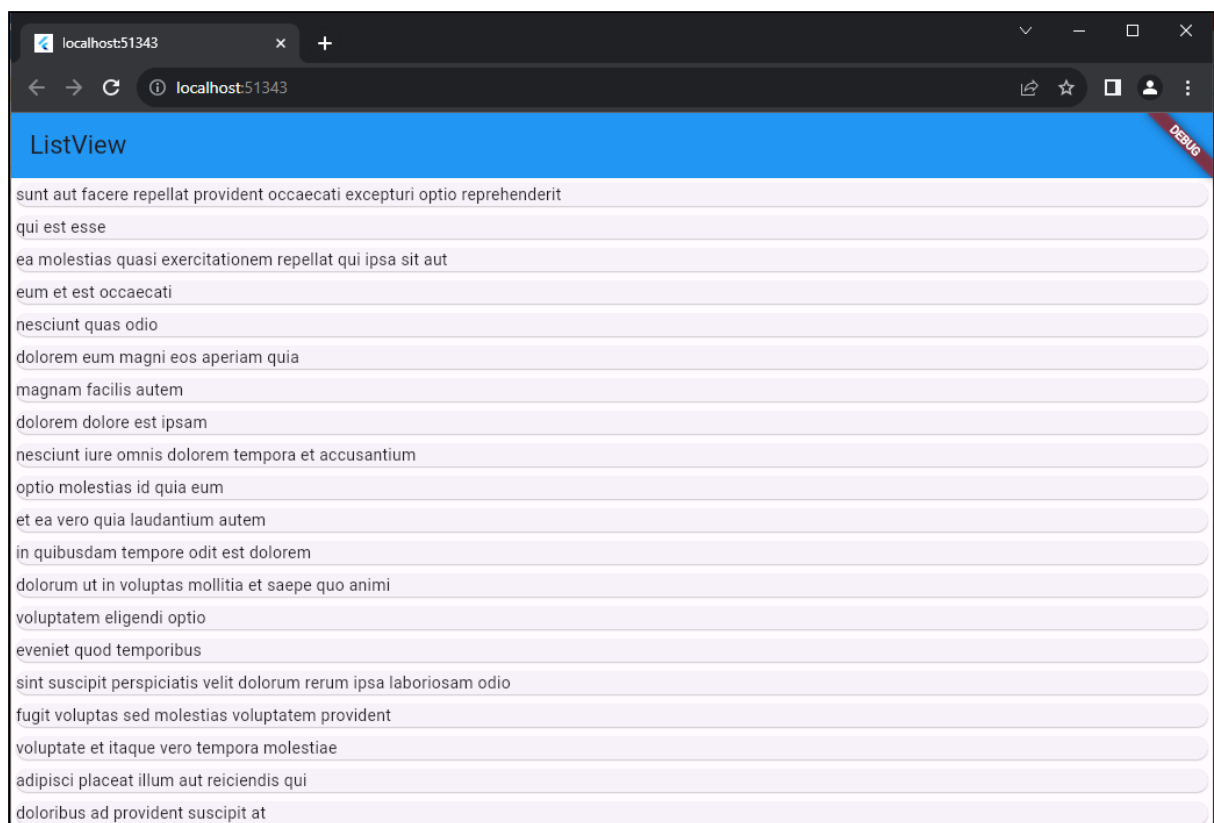 localhost:51343
localhost:51343
ListView
DEBUG
sunt aut facere repellat provident occaecati excepturi optio reprehenderit
qui est esse
ea molestias quasi exercitationem repellat qui ipsa sit aut
eum et est occaecati
nesciunt quas odio
dolorem eum magni eos aperiam quia
magnam facilis autem
dolorem dolore est ipsam
nesciunt iure omnis dolorem tempora et accusantium
optio molestias id quia eum
et ea vero quia laudantium autem
in quibusdam tempore odit est dolorem
dolorum ut in voluptas mollitia et saepe quo animi
voluptatem eligendi optio
eveniet quod temporibus
sint suscipit perspiciatis velit dolorum rerum ipsa laboriosam odio
fugit voluptas sed molestias voluptatem provident
voluptate et itaque vero tempora molestiae
adipisci placeat illum aut reiciendis qui
doloribus ad provident suscipit at